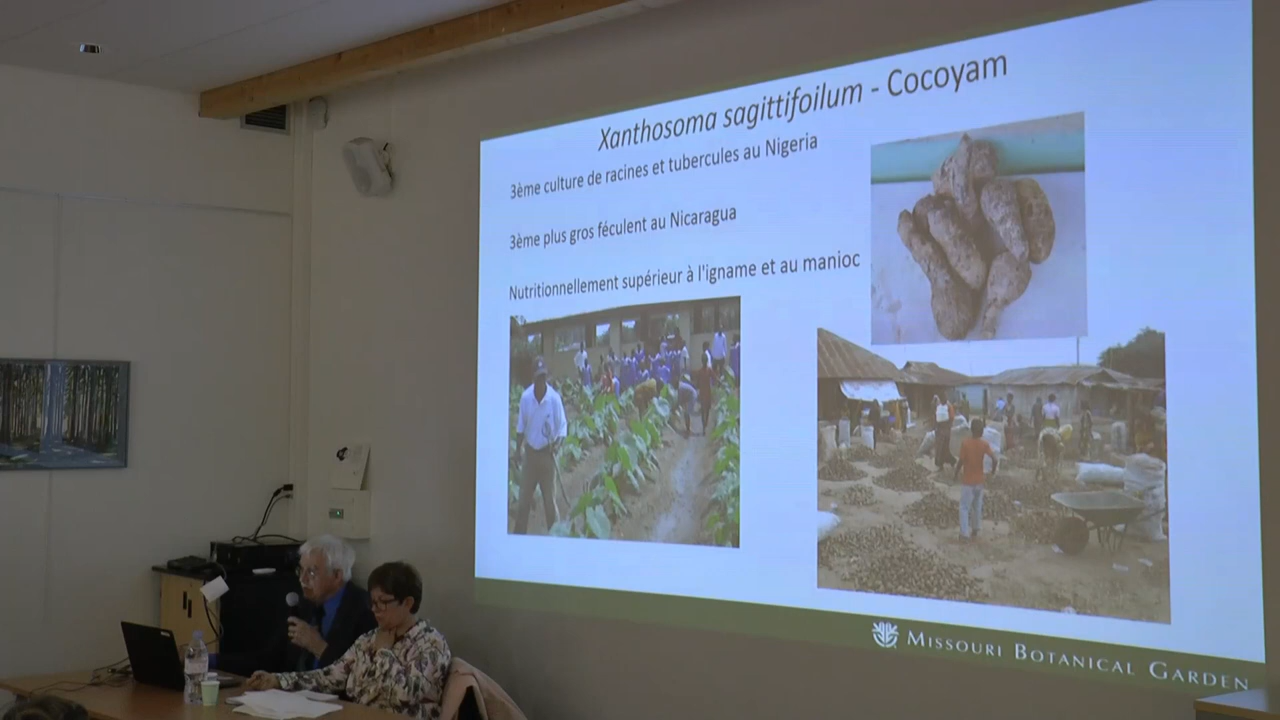 Xanthosoma sagittifoilum - Cocoyam
3ème culture de racines et tubercules au Nigeria
3ème plus gros féculent au Nicaragua
Nutritionnellement supérieur à l'igname et au manioc
MISSOURI BOTANICAL GARDEN